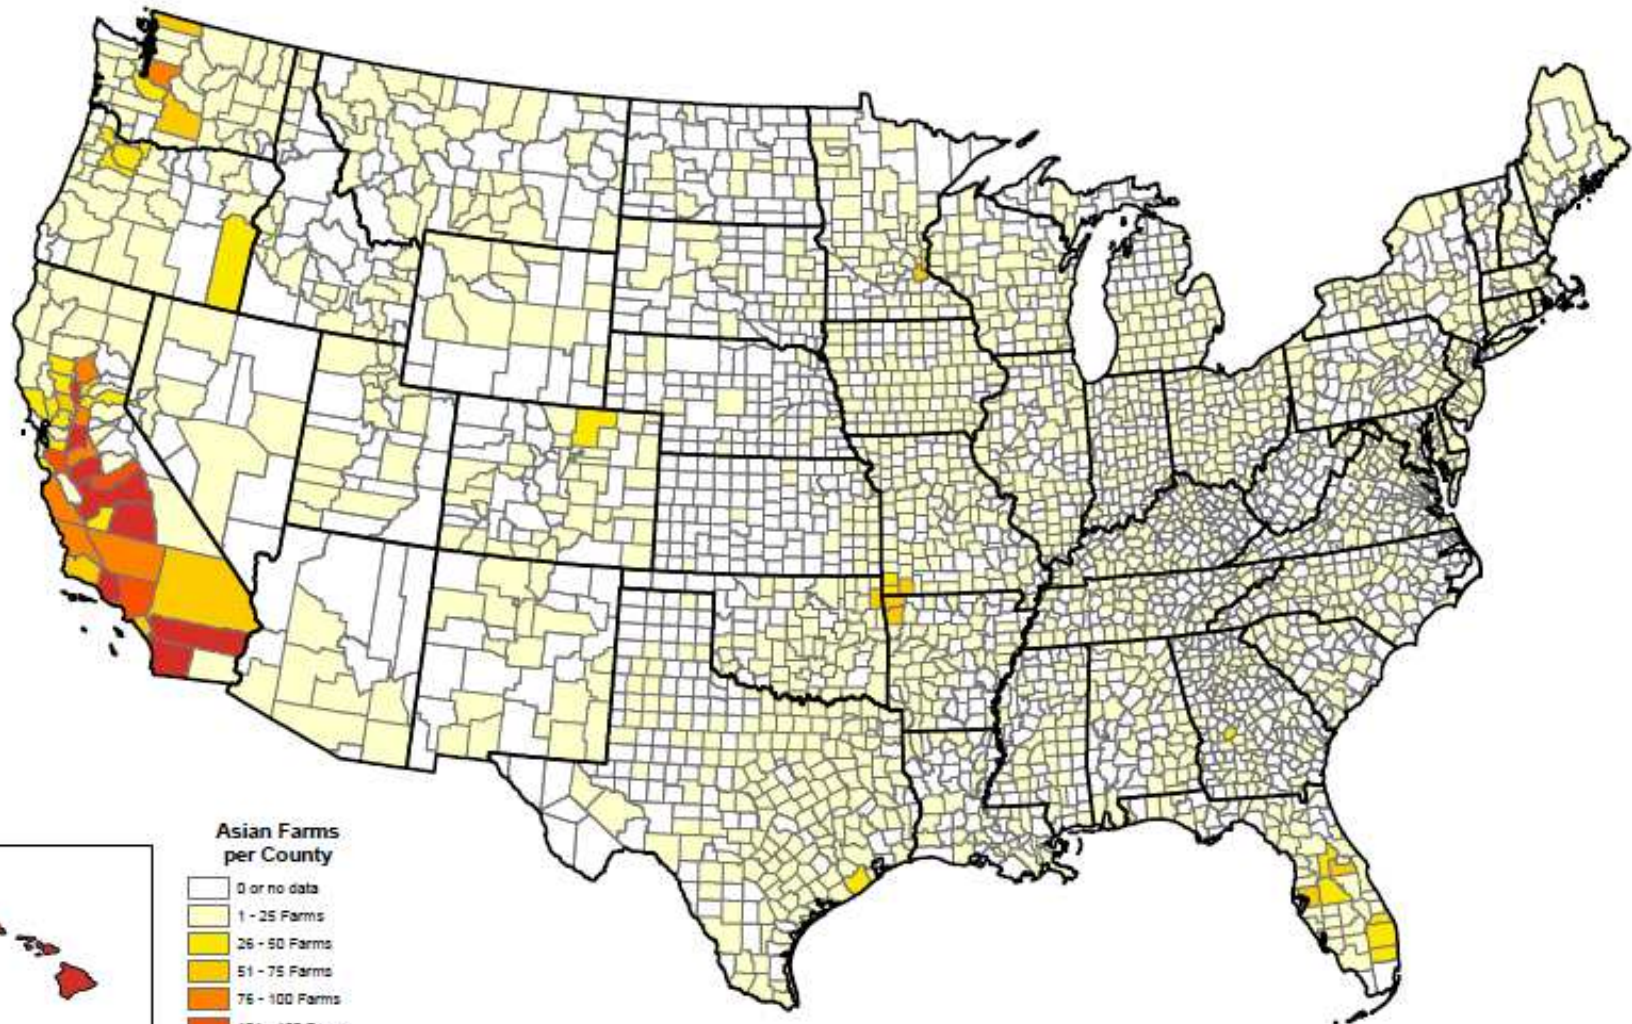 Asian Farms
per County
0 or no data
1 - 25 Farms
26 - 50 Farms
51 - 75 Farms
76 - 100 Farms